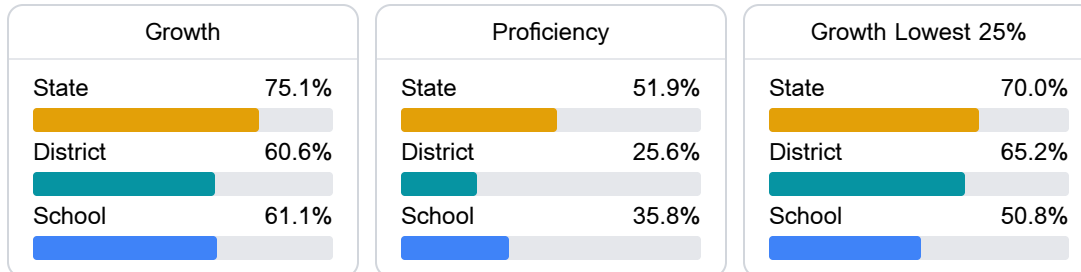 Growth
State 75.1%
District 60.6%
School 61.1%
Proficiency
State 51.9%
District 25.6%
School 35.8%
Growth Lowest 25%
State 70.0%
District 65.2%
School 50.8%